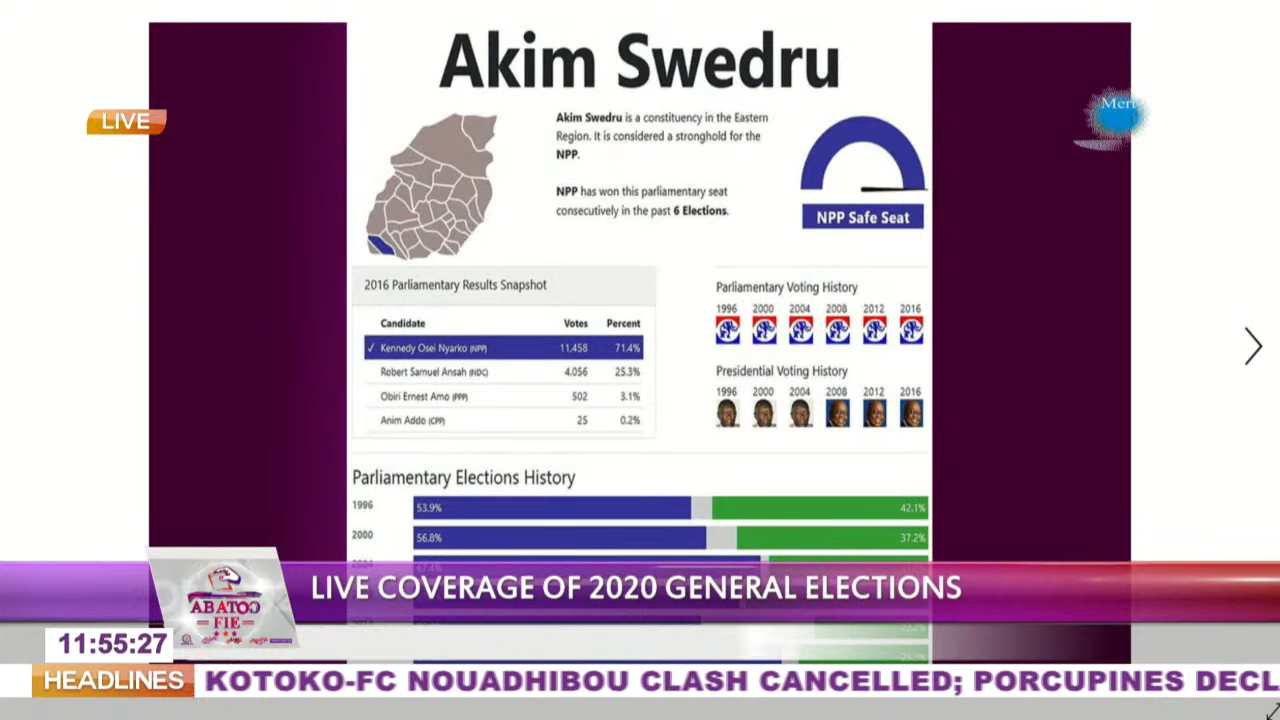 Akim Swedru
LIVE
Meri
Akim Swedru is a constituency in the Eastern
Region. It is considered a stronghold for the
NPP.
NPP has won this parliamentary seat
consecutively in the past 6 Elections.
NPP Safe Seat
2016 Parliamentary Results Snapshot
Candidate Votes Percent
✓ Kennedy Osei Nyarko (NPP) 11,458 71.4%
Robert Samuel Ansah (NDC) 4,056 25.3%
Obiri Ernest Amo (PPP) 502 3.1%
Anim Addo (CPP) 25 0.2%
Parliamentary Voting History
1996 2000 2004 2008 2012 2016
Presidential Voting History
1996 2000 2004 2008 2012 2016
Parliamentary Elections History
1996 53.9% 42.1%
2000 56.8% 37.2%
2004 67.4%
LIVE COVERAGE OF 2020 GENERAL ELECTIONS
ABATOO
FIE
11:55:27
HEADLINES KOTOKO-FC NOUADHIBOU CLASH CANCELLED; PORCUPINES DECL